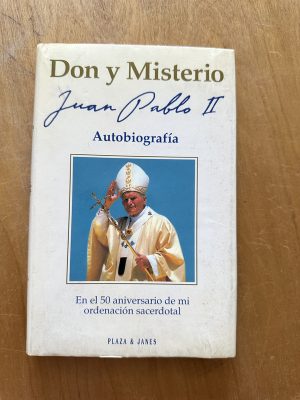 Don y Misterio
Juan Pablo II
Autobiografía
En el 50 aniversario de mi
ordenación sacerdotal
PLAZA & JANES